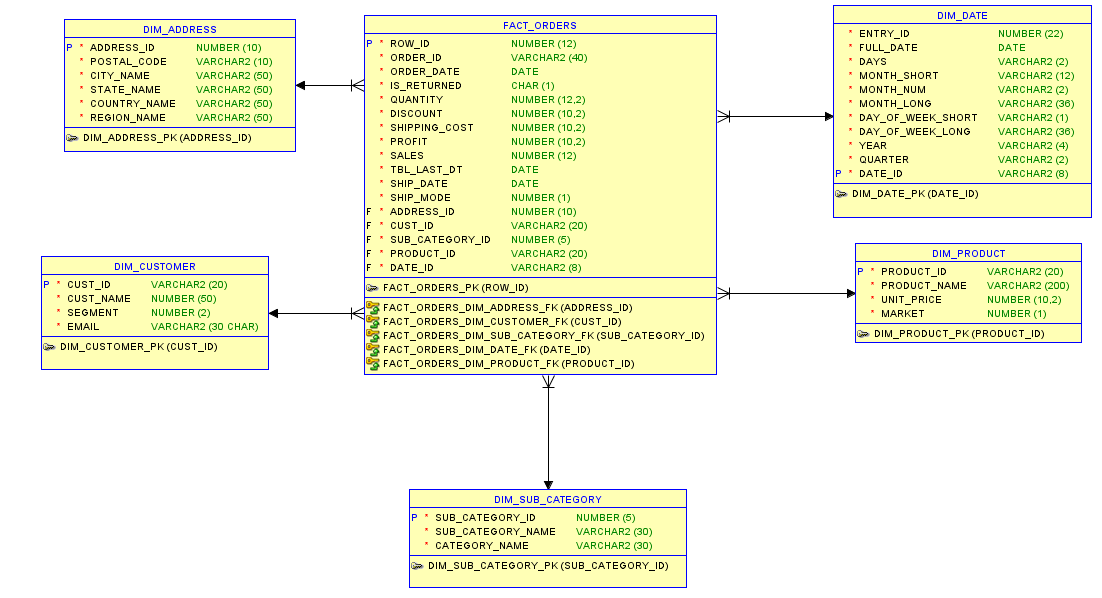 DIM_ADDRESS
P * ADDRESS_ID NUMBER (10)
* POSTAL_CODE VARCHAR2 (10)
* CITY_NAME VARCHAR2 (50)
* STATE_NAME VARCHAR2 (50)
* COUNTRY_NAME VARCHAR2 (50)
* REGION_NAME VARCHAR2 (50)
DIM_ADDRESS_PK (ADDRESS_ID)
FACT_ORDERS
P * ROW_ID NUMBER (12)
* ORDER_ID VARCHAR2 (40)
* ORDER_DATE DATE
* IS_RETURNED CHAR (1)
* QUANTITY NUMBER (12,2)
* DISCOUNT NUMBER (10,2)
* SHIPPING_COST NUMBER (10,2)
* PROFIT NUMBER (10,2)
* SALES NUMBER (12)
* TBL_LAST_DT DATE
* SHIP_DATE DATE
* SHIP_MODE NUMBER (1)
F * ADDRESS_ID NUMBER (10)
F * CUST_ID VARCHAR2 (20)
F * SUB_CATEGORY_ID NUMBER (5)
F * PRODUCT_ID VARCHAR2 (20)
F * DATE_ID VARCHAR2 (8)
FACT_ORDERS_PK (ROW_ID)
FACT_ORDERS_DIM_ADDRESS_FK (ADDRESS_ID)
FACT_ORDERS_DIM_CUSTOMER_FK (CUST_ID)
FACT_ORDERS_DIM_SUB_CATEGORY_FK (SUB_CATEGORY_ID)
FACT_ORDERS_DIM_DATE_FK (DATE_ID)
FACT_ORDERS_DIM_PRODUCT_FK (PRODUCT_ID)
DIM_DATE
* ENTRY_ID NUMBER (22)
* FULL_DATE DATE
* DAYS VARCHAR2 (2)
* MONTH_SHORT VARCHAR2 (12)
* MONTH_NUM VARCHAR2 (2)
* MONTH_LONG VARCHAR2 (36)
* DAY_OF_WEEK_SHORT VARCHAR2 (1)
* DAY_OF_WEEK_LONG VARCHAR2 (36)
* YEAR VARCHAR2 (4)
* QUARTER VARCHAR2 (2)
P * DATE_ID VARCHAR2 (8)
DIM_DATE_PK (DATE_ID)
DIM_CUSTOMER
P * CUST_ID VARCHAR2 (20)
* CUST_NAME NUMBER (50)
* SEGMENT NUMBER (2)
* EMAIL VARCHAR2 (30 CHAR)
DIM_CUSTOMER_PK (CUST_ID)
DIM_PRODUCT
P * PRODUCT_ID VARCHAR2 (20)
* PRODUCT_NAME VARCHAR2 (200)
* UNIT_PRICE NUMBER (10,2)
* MARKET NUMBER (1)
DIM_PRODUCT_PK (PRODUCT_ID)
DIM_SUB_CATEGORY
P * SUB_CATEGORY_ID NUMBER (5)
* SUB_CATEGORY_NAME VARCHAR2 (30)
* CATEGORY_NAME VARCHAR2 (30)
DIM_SUB_CATEGORY_PK (SUB_CATEGORY_ID)